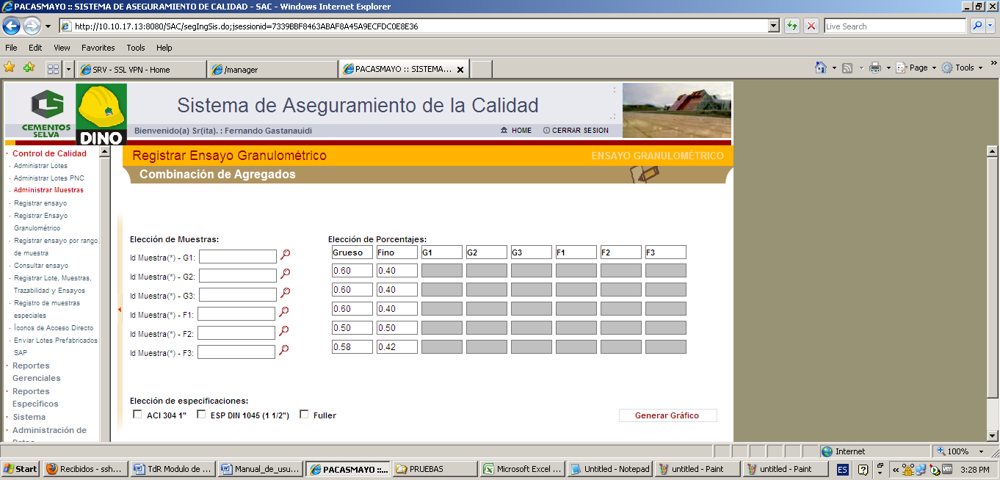 PACASMAYO :: SISTEMA DE ASEGURAMIENTO DE CALIDAD - SAC - Windows Internet Explorer
http://10.10.17.13:8080/SAC/segIngSis.do;jsessionid=7339BBF8463ABAF8A45A9ECFDC0E8E36
Live Search
File Edit View Favorites Tools Help
SRV - SSL VPN - Home
/manager
PACASMAYO :: SISTEMA...
Page
Tools
CEMENTOS
SELVA
DINO
Sistema de Aseguramiento de la Calidad
Bienvenido(a) Sr(ita). : Fernando Gastanauidi
HOME
CERRAR SESION
Control de Calidad
Administrar Lotes
Administrar Lotes PNC
Administrar Muestras
Registrar ensayo
Registrar Ensayo
Granulométrico
Registrar ensayo por rango
de muestra
Consultar ensayo
Registrar Lote, Muestras,
Trazabilidad y Ensayos
Registro de muestras
especiales
Íconos de Acceso Directo
Enviar Lotes Prefabricados
SAP
Reportes
Gerenciales
Reportes
Específicos
Sistema
Administración de
Registrar Ensayo Granulométrico
ENSAYO GRANULOMÉTRICO
Combinación de Agregados
Elección de Muestras:
Id Muestra(*) - G1:
Id Muestra(*) - G2:
Id Muestra(*) - G3:
Id Muestra(*) - F1:
Id Muestra(*) - F2:
Id Muestra(*) - F3:
Elección de Porcentajes:
Grueso Fino G1 G2 G3 F1 F2 F3
0.60 0.40
0.60 0.40
0.60 0.40
0.50 0.50
0.58 0.42
Elección de especificaciones:
ACI 304 1" ESP DIN 1045 (1 1/2") Fuller
Generar Gráfico
Internet
100%
Start
Recibidos - ssh...
TdR Modulo de ...
Manual_de_usu...
PACASMAYO ::...
PRUEBAS
Microsoft Excel ...
Untitled - Notepad
untitled - Paint
untitled - Paint
ES
3:28 PM